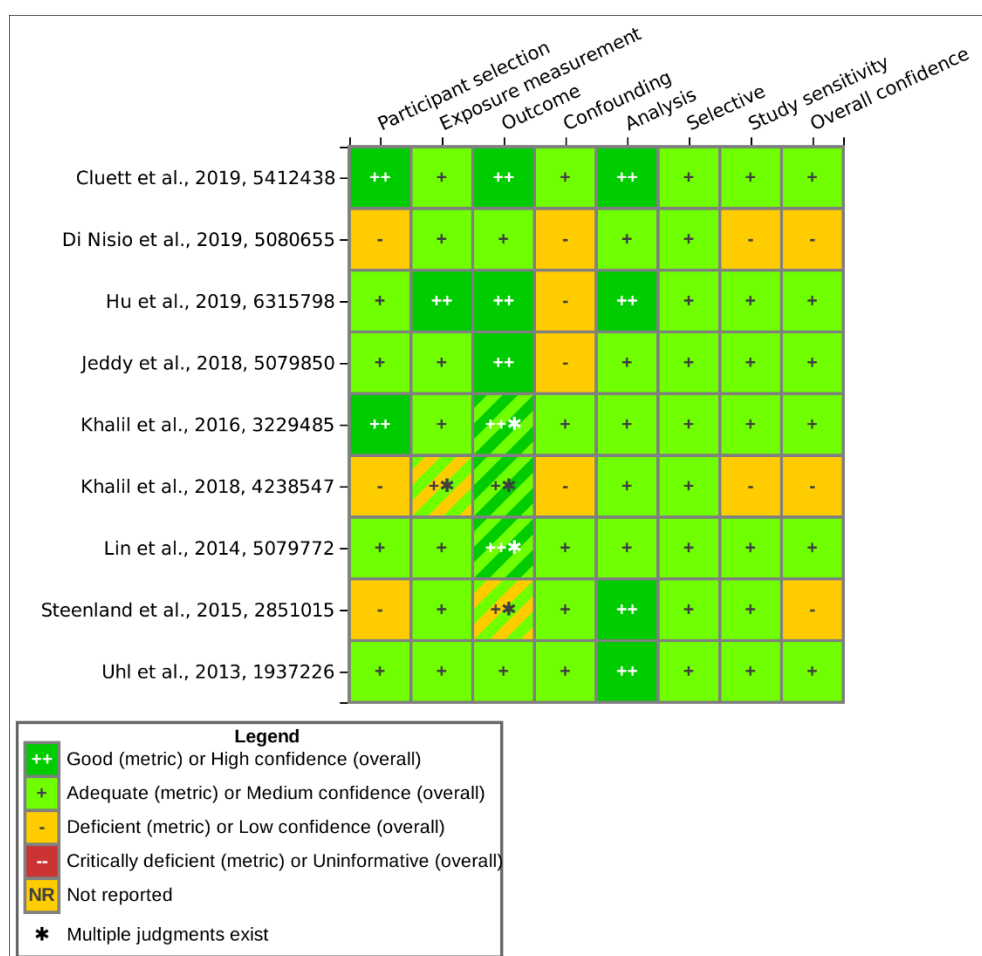 Participant selection
Exposure measurement
Outcome
Confounding
Analysis
Selective
Study sensitivity
Overall confidence
Cluett et al., 2019, 5412438 ++ + ++ + ++ + + +
Di Nisio et al., 2019, 5080655 - + + - + + - -
Hu et al., 2019, 6315798 + ++ ++ - ++ + + +
Jeddy et al., 2018, 5079850 + + ++ - + + + +
Khalil et al., 2016, 3229485 ++ + ++✱ + + + + +
Khalil et al., 2018, 4238547 - +✱ +✱ - + + - -
Lin et al., 2014, 5079772 + + ++✱ + + + + +
Steenland et al., 2015, 2851015 - + +✱ + ++ + + -
Uhl et al., 2013, 1937226 + + + + ++ + + +
Legend
++ Good (metric) or High confidence (overall)
+ Adequate (metric) or Medium confidence (overall)
- Deficient (metric) or Low confidence (overall)
-- Critically deficient (metric) or Uninformative (overall)
NR Not reported
✱ Multiple judgments exist